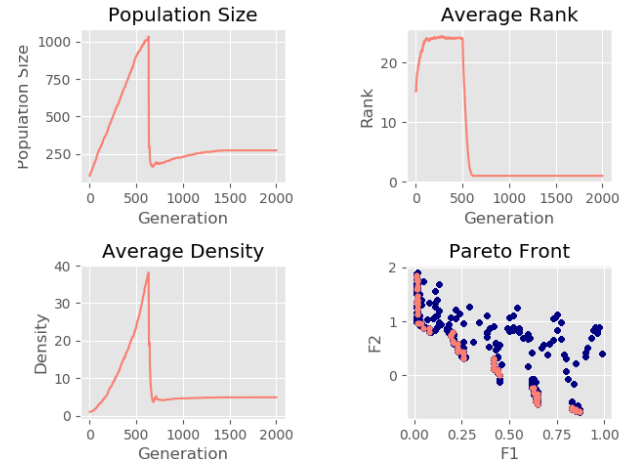 Population Size
Population Size
1000
750
500
250
0 500 1000 1500 2000
Generation
Average Rank
Rank
20
10
0
0 500 1000 1500 2000
Generation
Average Density
Density
40
30
20
10
0
0 500 1000 1500 2000
Generation
Pareto Front
F2
2
1
0
0.00 0.25 0.50 0.75 1.00
F1